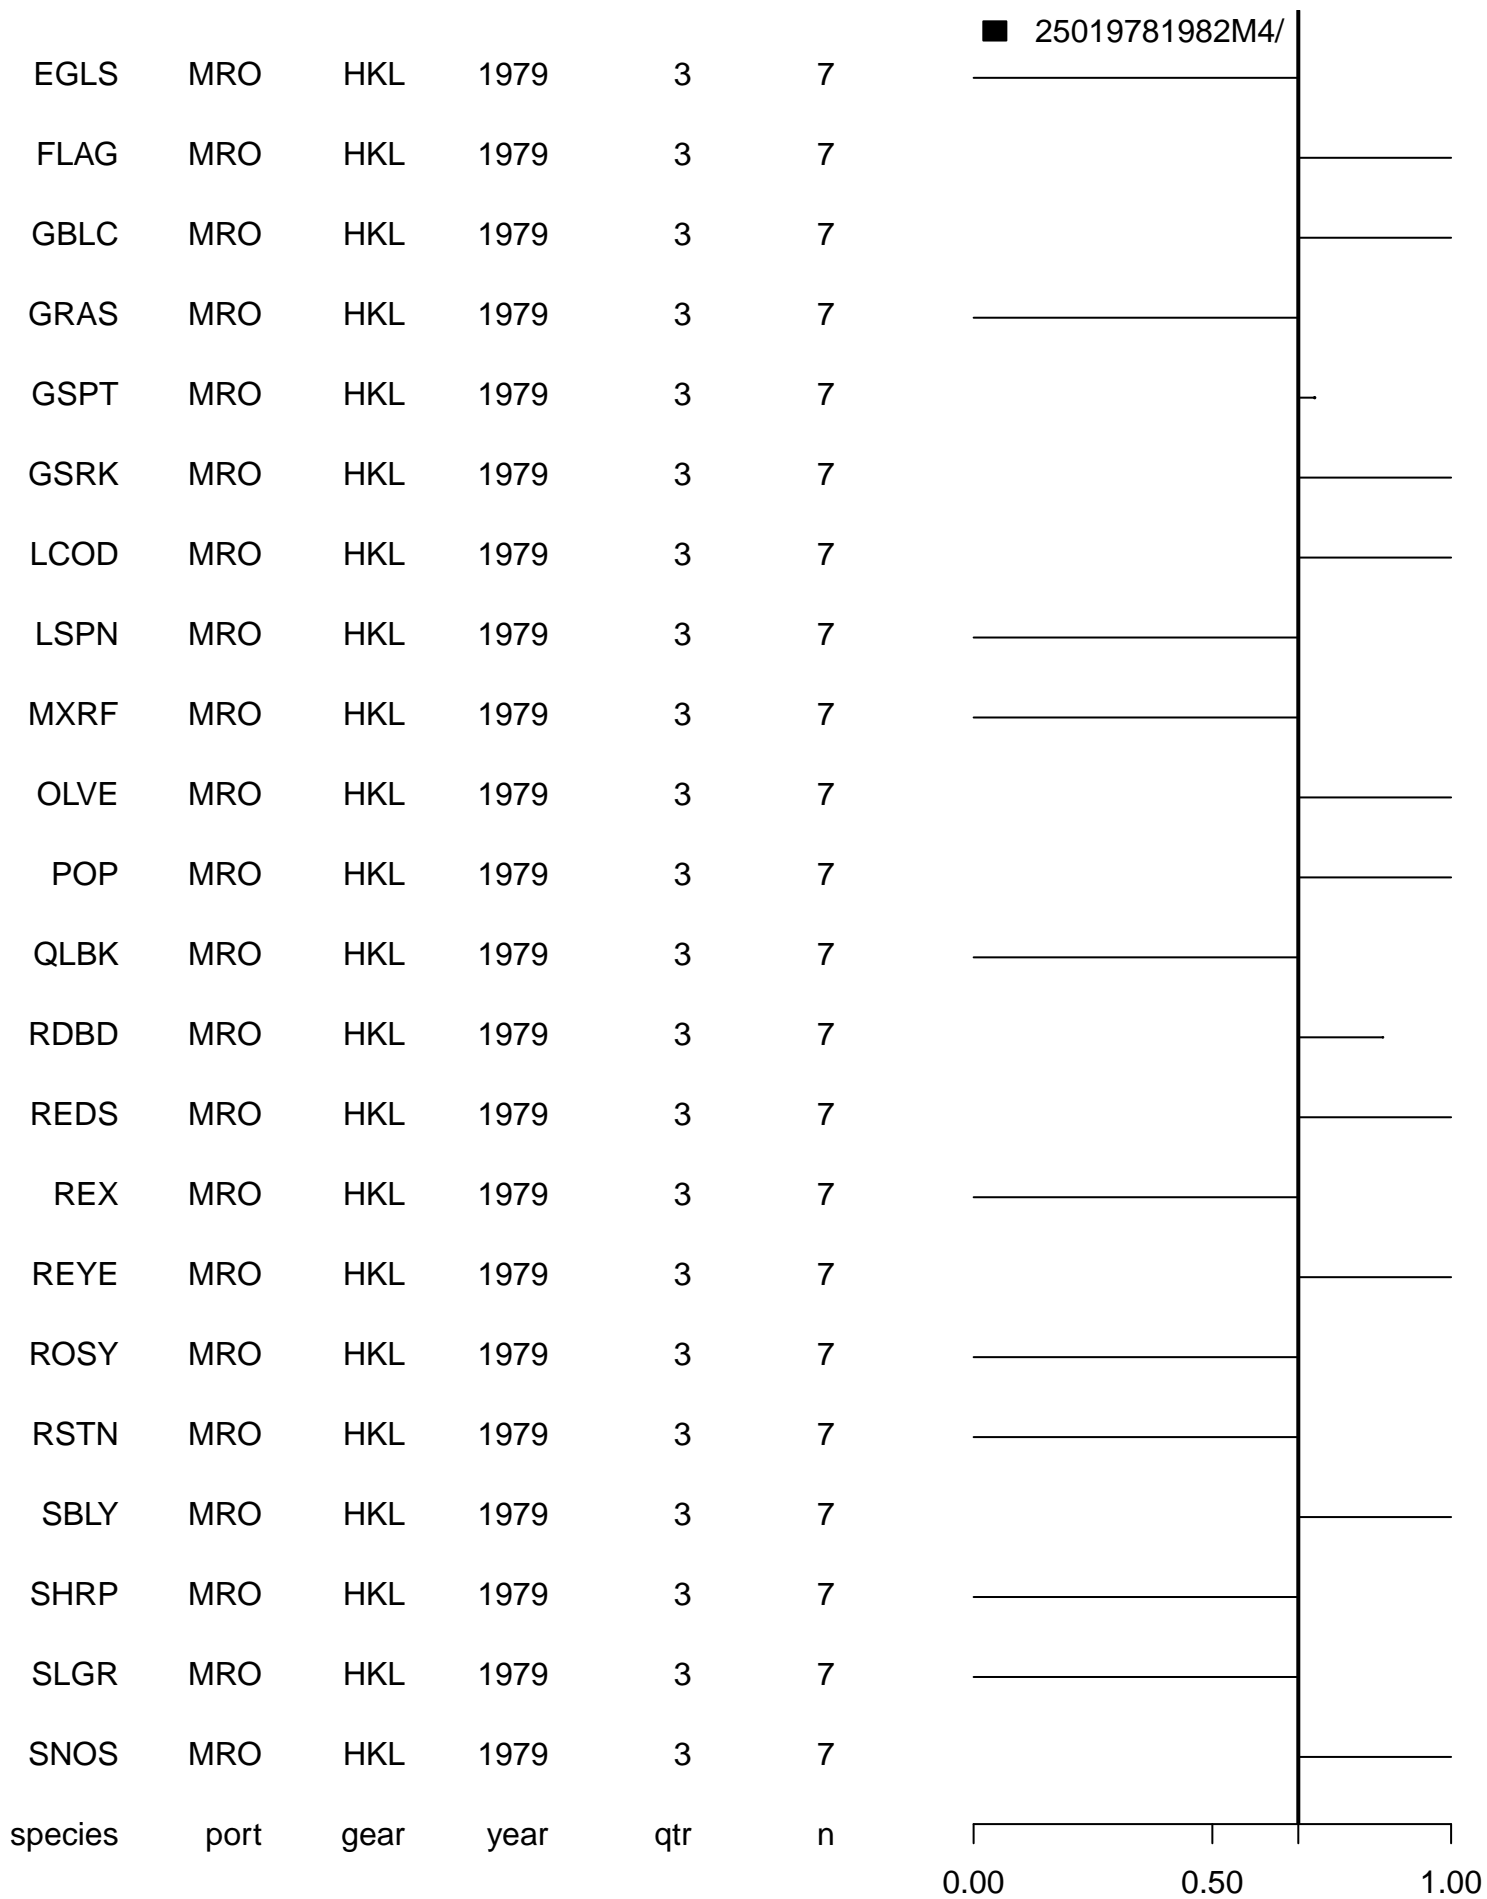 25019781982M4/
EGLS MRO HKL 1979 3 7
FLAG MRO HKL 1979 3 7
GBLC MRO HKL 1979 3 7
GRAS MRO HKL 1979 3 7
GSPT MRO HKL 1979 3 7
GSRK MRO HKL 1979 3 7
LCOD MRO HKL 1979 3 7
LSPN MRO HKL 1979 3 7
MXRF MRO HKL 1979 3 7
OLVE MRO HKL 1979 3 7
POP MRO HKL 1979 3 7
QLBK MRO HKL 1979 3 7
RDBD MRO HKL 1979 3 7
REDS MRO HKL 1979 3 7
REX MRO HKL 1979 3 7
REYE MRO HKL 1979 3 7
ROSY MRO HKL 1979 3 7
RSTN MRO HKL 1979 3 7
SBLY MRO HKL 1979 3 7
SHRP MRO HKL 1979 3 7
SLGR MRO HKL 1979 3 7
SNOS MRO HKL 1979 3 7
species port gear year qtr n
0.00 0.50 1.00